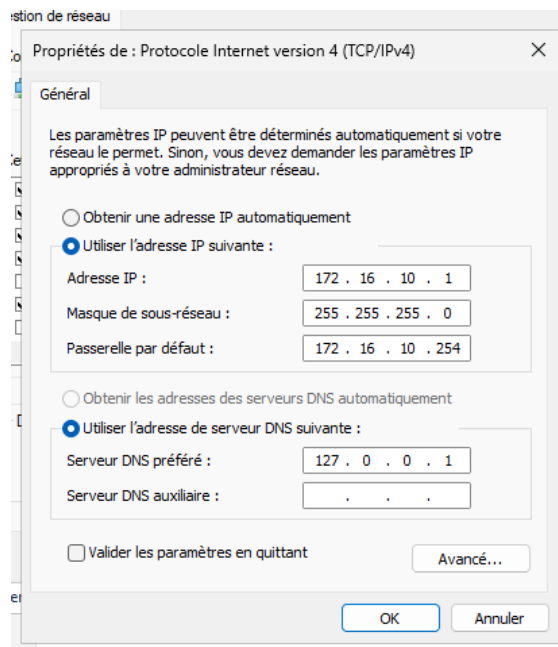 estion de réseau
Propriétés de : Protocole Internet version 4 (TCP/IPv4)
Général
Les paramètres IP peuvent être déterminés automatiquement si votre
réseau le permet. Sinon, vous devez demander les paramètres IP
appropriés à votre administrateur réseau.
Obtenir une adresse IP automatiquement
Utiliser l'adresse IP suivante :
Adresse IP : 172 . 16 . 10 . 1
Masque de sous-réseau : 255 . 255 . 255 . 0
Passerelle par défaut : 172 . 16 . 10 . 254
Obtenir les adresses des serveurs DNS automatiquement
Utiliser l'adresse de serveur DNS suivante :
Serveur DNS préféré : 127 . 0 . 0 . 1
Serveur DNS auxiliaire : . . .
Valider les paramètres en quittant
Avancé...
OK Annuler